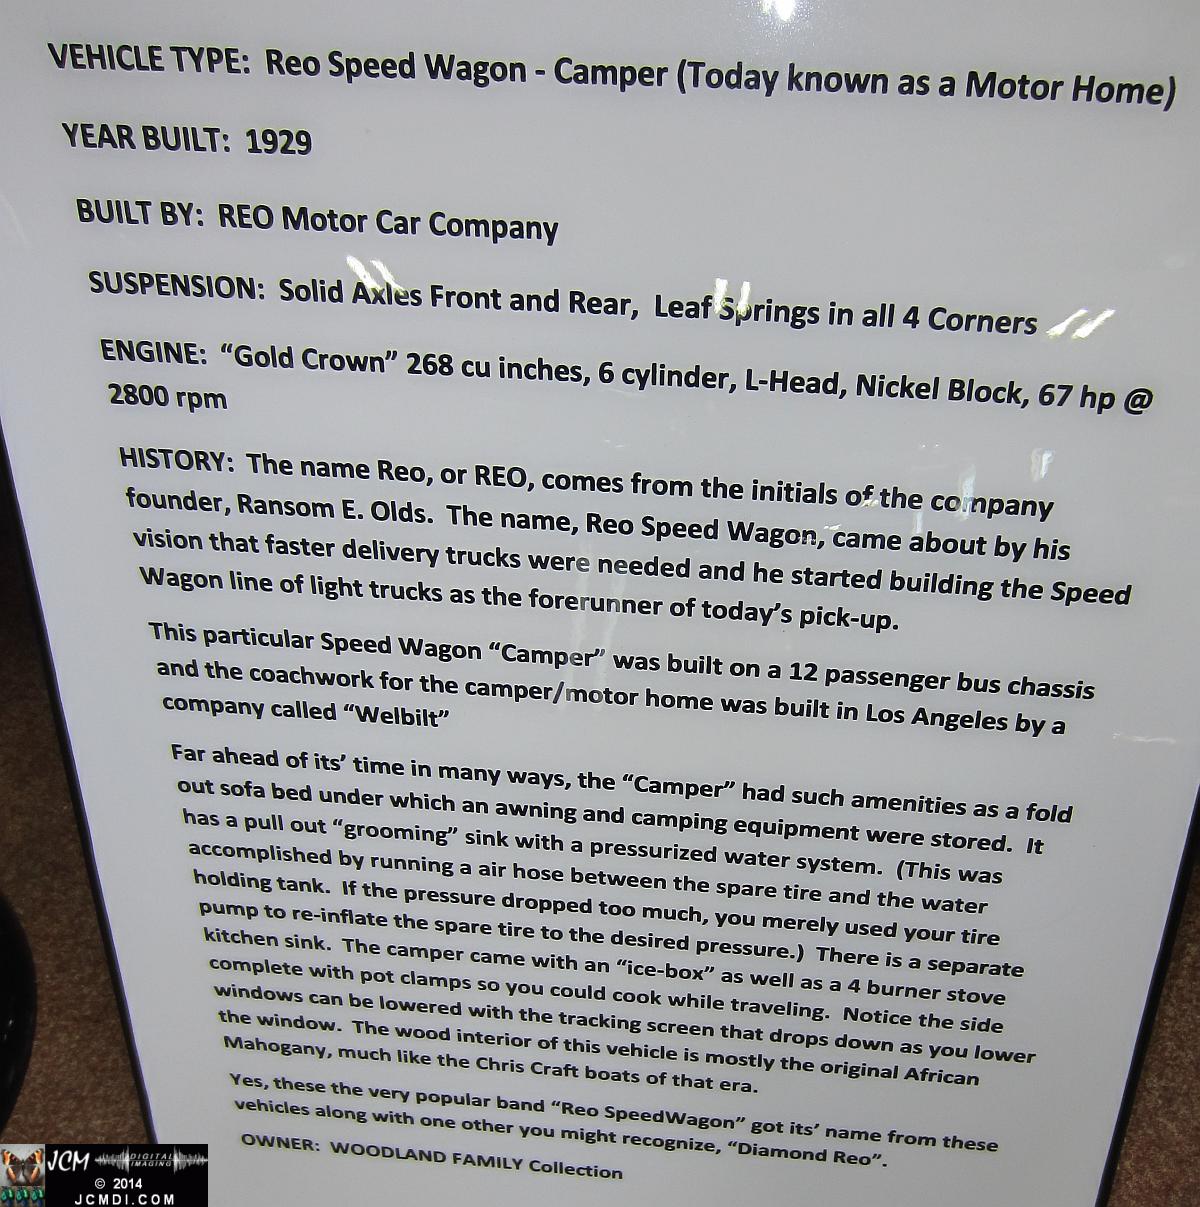 VEHICLE TYPE: Reo Speed Wagon - Camper (Today known as a Motor Home)
YEAR BUILT: 1929
BUILT BY: REO Motor Car Company
SUSPENSION: Solid Axles Front and Rear, Leaf Springs in all 4 Corners
ENGINE: “Gold Crown” 268 cu inches, 6 cylinder, L-Head, Nickel Block, 67 hp @
2800 rpm
HISTORY: The name Reo, or REO, comes from the initials of the company
founder, Ransom E. Olds. The name, Reo Speed Wagon, came about by his
vision that faster delivery trucks were needed and he started building the Speed
Wagon line of light trucks as the forerunner of today’s pick-up.
This particular Speed Wagon “Camper” was built on a 12 passenger bus chassis
and the coachwork for the camper/motor home was built in Los Angeles by a
company called “Welbilt”
Far ahead of its’ time in many ways, the “Camper” had such amenities as a fold
out sofa bed under which an awning and camping equipment were stored. It
has a pull out “grooming” sink with a pressurized water system. (This was
accomplished by running a air hose between the spare tire and the water
holding tank. If the pressure dropped too much, you merely used your tire
pump to re-inflate the spare tire to the desired pressure.) There is a separate
kitchen sink. The camper came with an “ice-box” as well as a 4 burner stove
complete with pot clamps so you could cook while traveling. Notice the side
windows can be lowered with the tracking screen that drops down as you lower
the window. The wood interior of this vehicle is mostly the original African
Mahogany, much like the Chris Craft boats of that era.
Yes, these the very popular band “Reo SpeedWagon” got its’ name from these
vehicles along with one other you might recognize, “Diamond Reo”.
OWNER: WOODLAND FAMILY Collection
JCM DIGITAL IMAGING
© 2014
JCMDI.COM